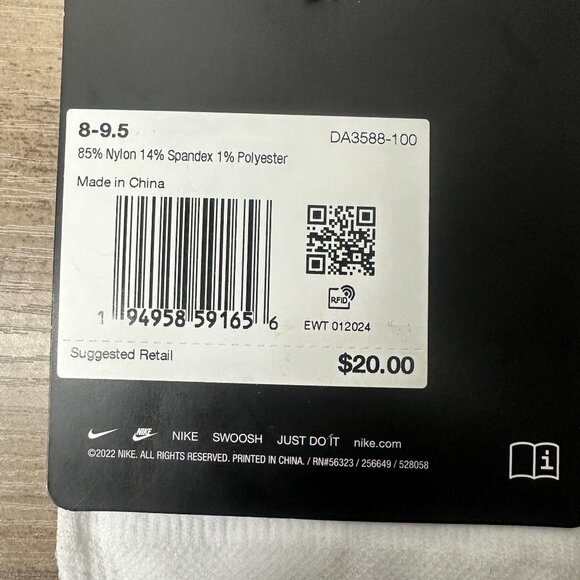 8-9.5
DA3588-100
85% Nylon 14% Spandex 1% Polyester
Made in China
1 94958 59165 6
RFID
EWT 012024
Suggested Retail
$20.00
NIKE NIKE SWOOSH JUST DO IT nike.com
©2022 NIKE. ALL RIGHTS RESERVED. PRINTED IN CHINA. / RN#56323 / 256649 / 528058
i